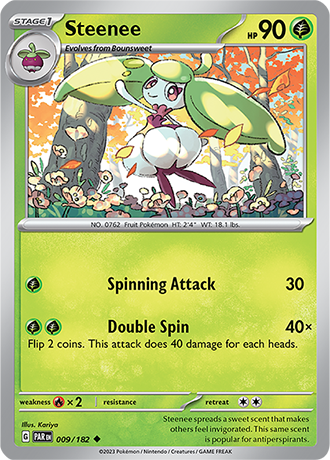 STAGE 1
Steenee
HP 90
Evolves from Bounsweet
NO. 0762 Fruit Pokémon HT: 2'4" WT: 18.1 lbs.
Spinning Attack 30
Double Spin 40×
Flip 2 coins. This attack does 40 damage for each heads.
weakness ×2 resistance retreat
Illus. Kariya
G PAR EN 009/182
Steenee spreads a sweet scent that makes
others feel invigorated. This same scent
is popular for antiperspirants.
©2023 Pokémon / Nintendo / Creatures / GAME FREAK